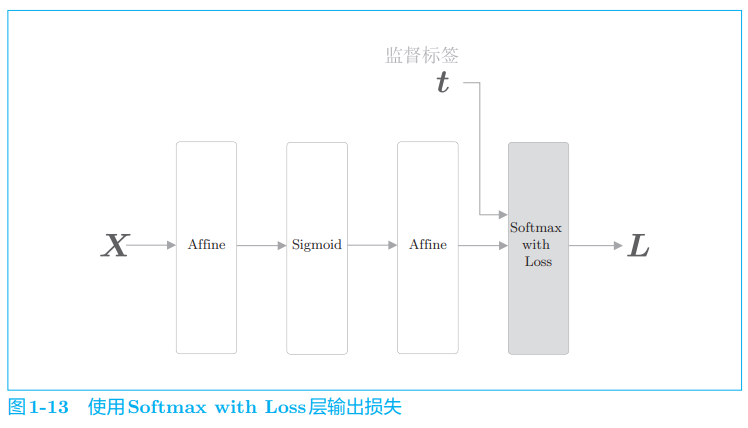 监督标签
t
X
Affine
Sigmoid
Affine
Softmax
with
Loss
L
图1-13 使用Softmax with Loss层输出损失